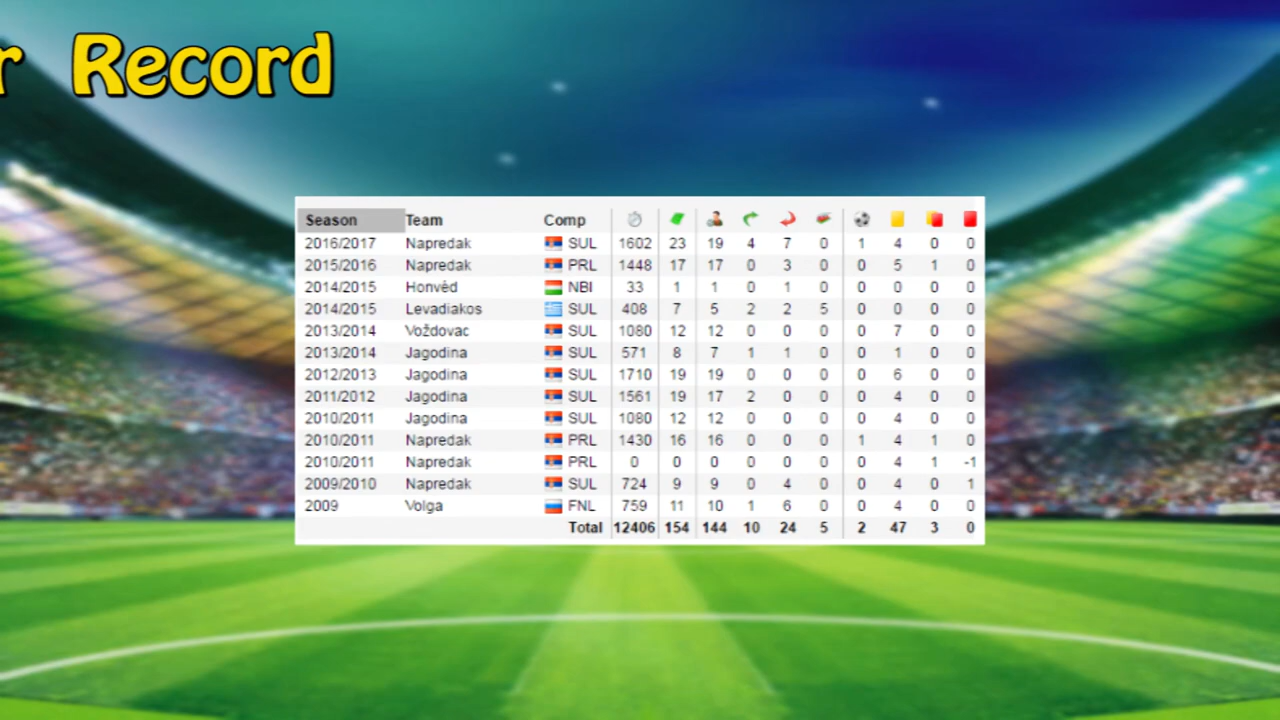 r Record
Season Team Comp
2016/2017 Napredak SUL 1602 23 19 4 7 0 1 4 0 0
2015/2016 Napredak PRL 1448 17 17 0 3 0 0 5 1 0
2014/2015 Honvéd NBI 33 1 1 0 1 0 0 0 0 0
2014/2015 Levadiakos SUL 408 7 5 2 2 5 0 0 0 0
2013/2014 Voždovac SUL 1080 12 12 0 0 0 0 7 0 0
2013/2014 Jagodina SUL 571 8 7 1 1 0 0 1 0 0
2012/2013 Jagodina SUL 1710 19 19 0 0 0 0 6 0 0
2011/2012 Jagodina SUL 1561 19 17 2 0 0 0 4 0 0
2010/2011 Jagodina SUL 1080 12 12 0 0 0 0 4 0 0
2010/2011 Napredak PRL 1430 16 16 0 0 0 1 4 1 0
2010/2011 Napredak PRL 0 0 0 0 0 0 0 4 1 -1
2009/2010 Napredak SUL 724 9 9 0 4 0 0 4 0 1
2009 Volga FNL 759 11 10 1 6 0 0 4 0 0
Total 12406 154 144 10 24 5 2 47 3 0